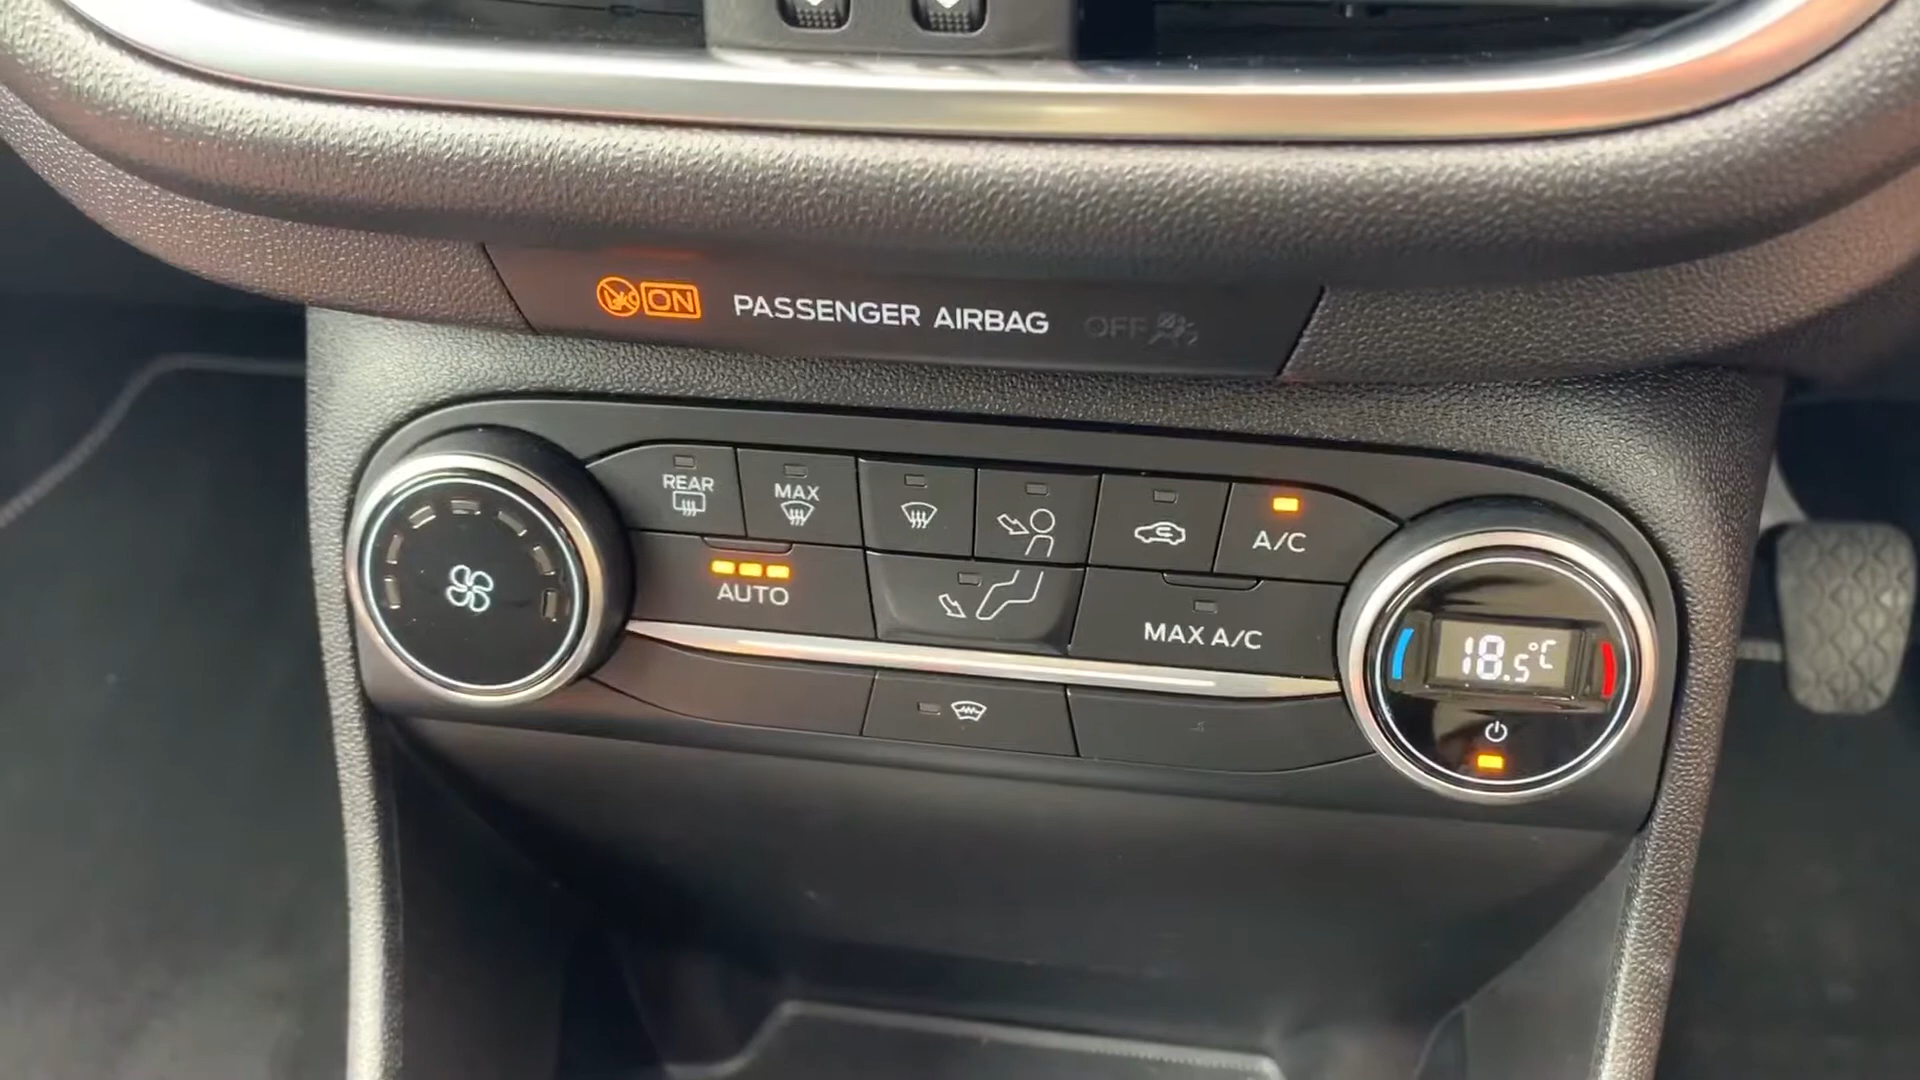 ON PASSENGER AIRBAG OFF
REAR
MAX
A/C
AUTO
MAX A/C
18.5°C